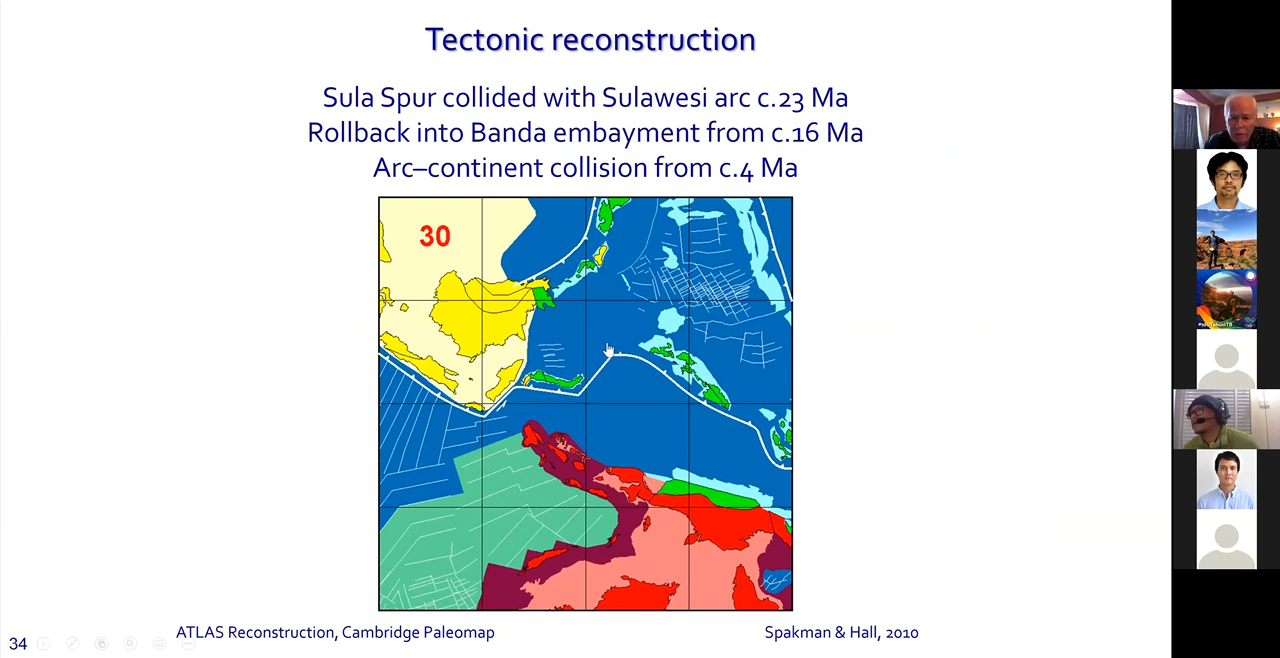 Tectonic reconstruction
Sula Spur collided with Sulawesi arc c.23 Ma
Rollback into Banda embayment from c.16 Ma
Arc–continent collision from c.4 Ma
30
ATLAS Reconstruction, Cambridge Paleomap
Spakman & Hall, 2010
34